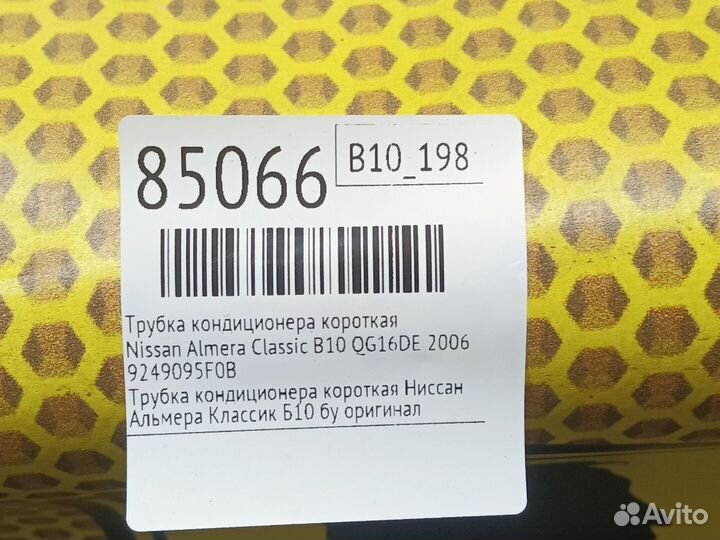 85066
B10_198
Трубка кондиционера короткая
Nissan Almera Classic B10 QG16DE 2006
9249095F0B
Трубка кондиционера короткая Ниссан
Альмера Классик Б10 бу оригинал
Avito